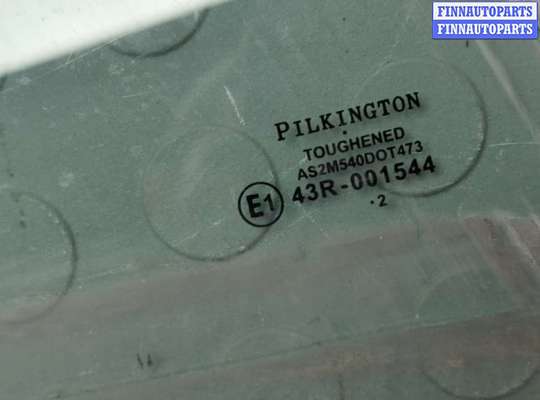 FINNAUTOPARTS
FINNAUTOPARTS
PILKINGTON
TOUGHENED
AS2M540DOT473
E1 43R-001544
.2